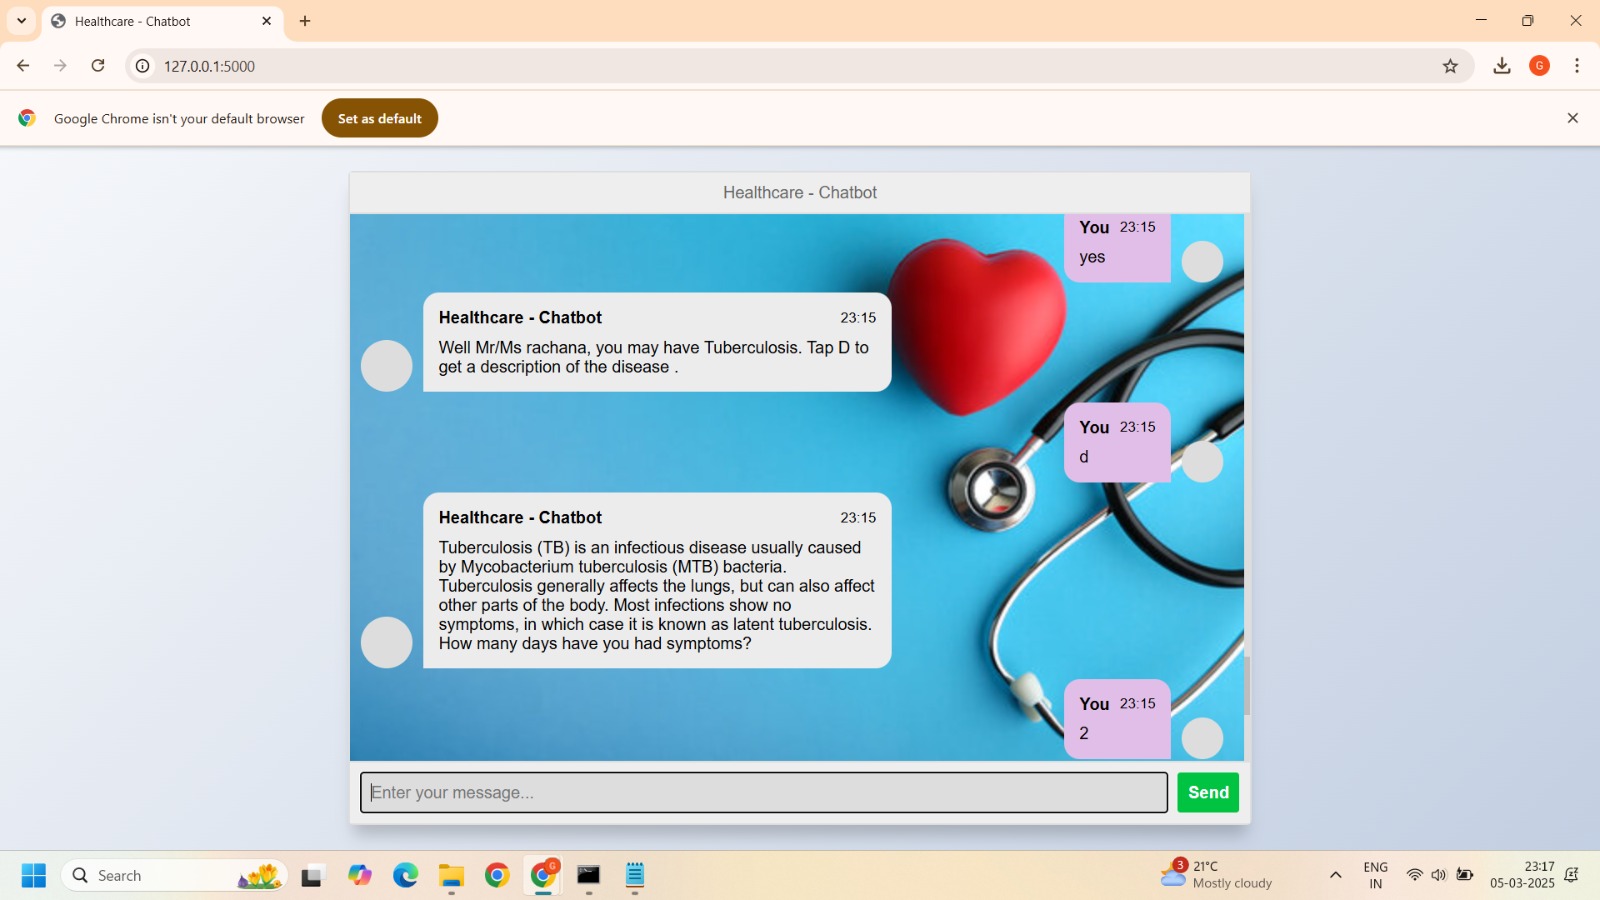 Healthcare - Chatbot
127.0.0.1:5000
G
Google Chrome isn't your default browser
Set as default
Healthcare - Chatbot
You 23:15
yes
Healthcare - Chatbot 23:15
Well Mr/Ms rachana, you may have Tuberculosis. Tap D to
get a description of the disease .
You 23:15
d
Healthcare - Chatbot 23:15
Tuberculosis (TB) is an infectious disease usually caused
by Mycobacterium tuberculosis (MTB) bacteria.
Tuberculosis generally affects the lungs, but can also affect
other parts of the body. Most infections show no
symptoms, in which case it is known as latent tuberculosis.
How many days have you had symptoms?
You 23:15
2
Enter your message...
Send
Search
G
3
21°C
Mostly cloudy
ENG
IN
23:17
05-03-2025